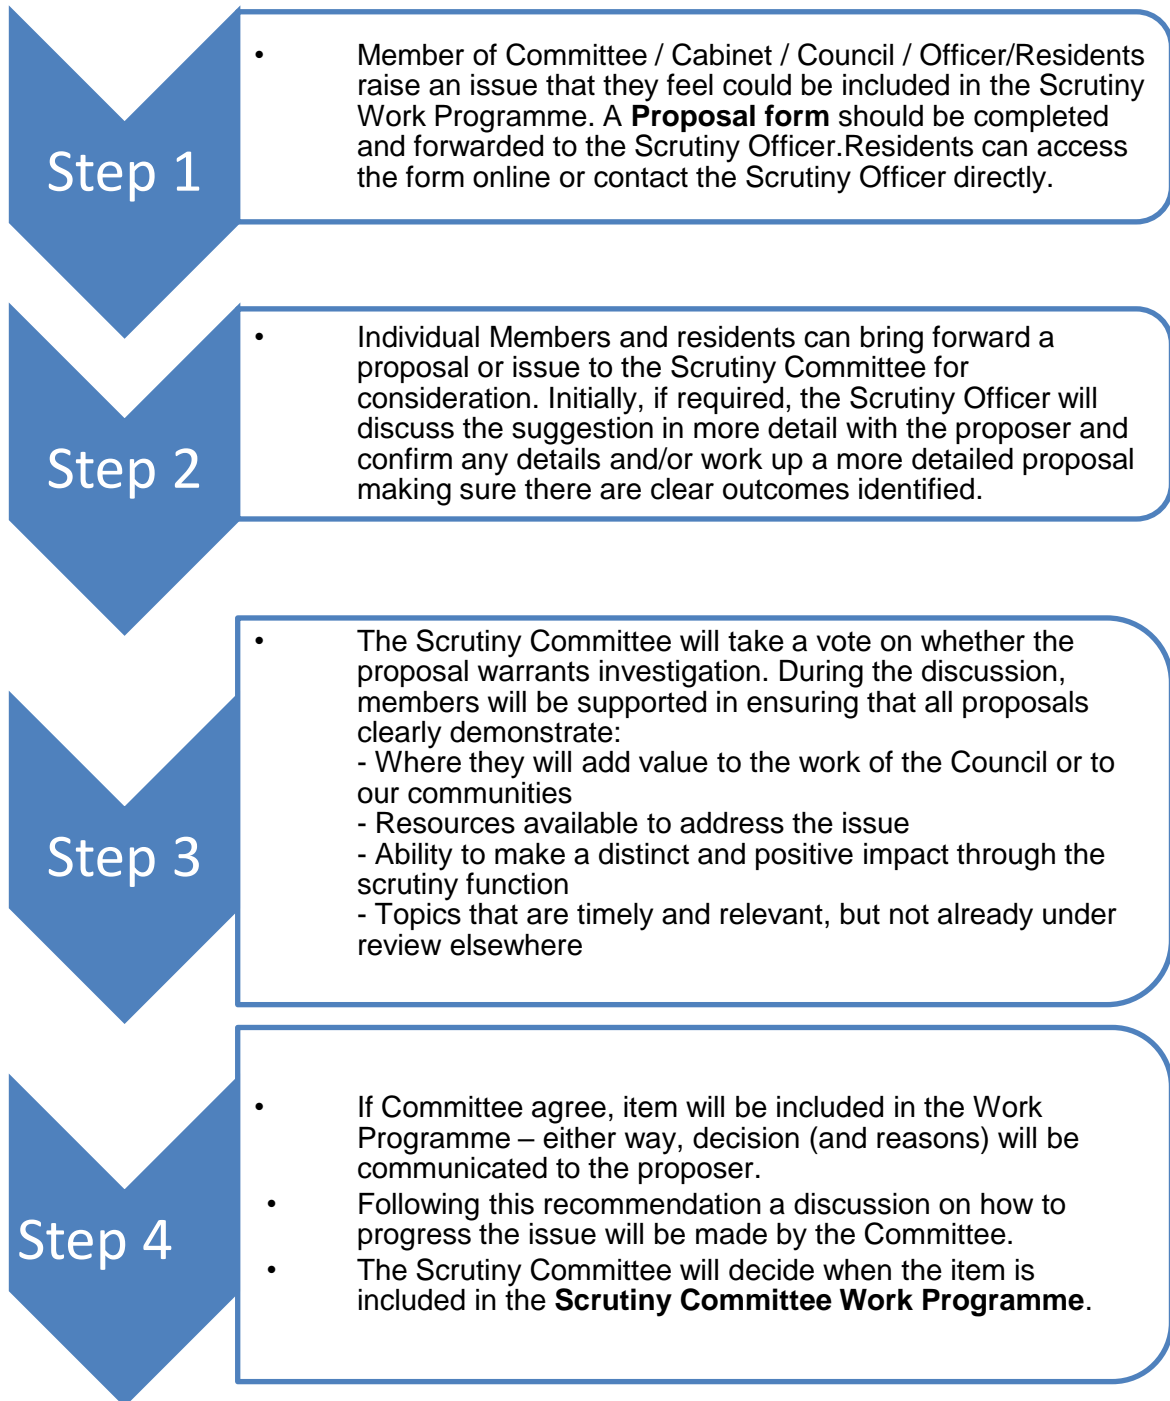 Step 1
• Member of Committee / Cabinet / Council / Officer/Residents
raise an issue that they feel could be included in the Scrutiny
Work Programme. A Proposal form should be completed
and forwarded to the Scrutiny Officer.Residents can access
the form online or contact the Scrutiny Officer directly.
Step 2
• Individual Members and residents can bring forward a
proposal or issue to the Scrutiny Committee for
consideration. Initially, if required, the Scrutiny Officer will
discuss the suggestion in more detail with the proposer and
confirm any details and/or work up a more detailed proposal
making sure there are clear outcomes identified.
Step 3
• The Scrutiny Committee will take a vote on whether the
proposal warrants investigation. During the discussion,
members will be supported in ensuring that all proposals
clearly demonstrate:
- Where they will add value to the work of the Council or to
our communities
- Resources available to address the issue
- Ability to make a distinct and positive impact through the
scrutiny function
- Topics that are timely and relevant, but not already under
review elsewhere
Step 4
• If Committee agree, item will be included in the Work
Programme – either way, decision (and reasons) will be
communicated to the proposer.
• Following this recommendation a discussion on how to
progress the issue will be made by the Committee.
• The Scrutiny Committee will decide when the item is
included in the Scrutiny Committee Work Programme.